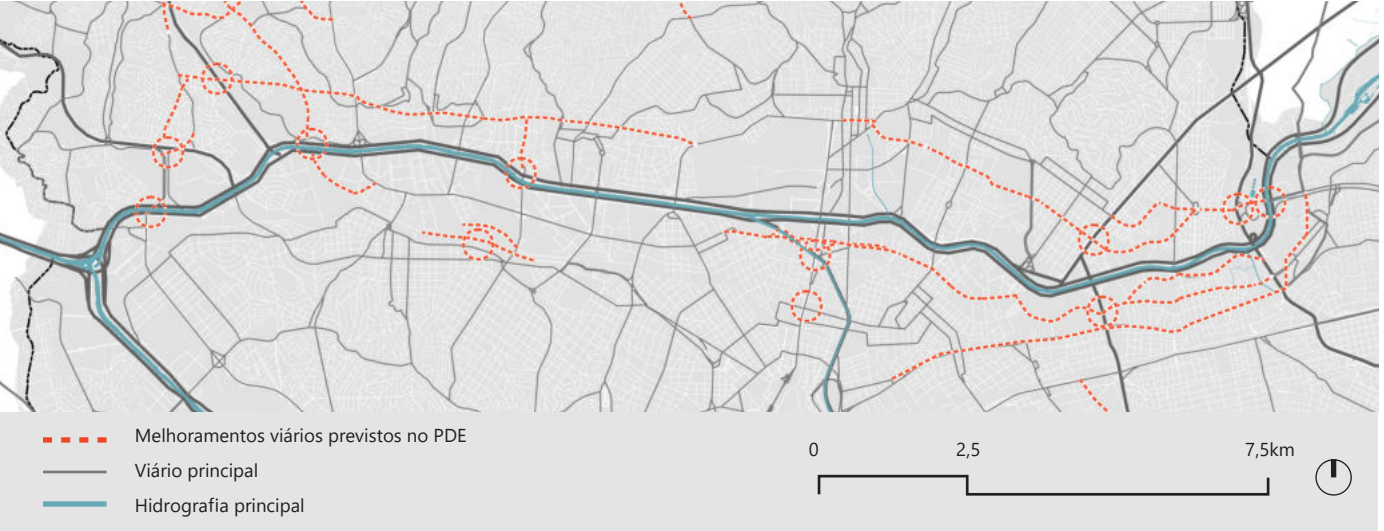 Melhoramentos viários previstos no PDE
Viário principal
Hidrografia principal
0 2,5 7,5km